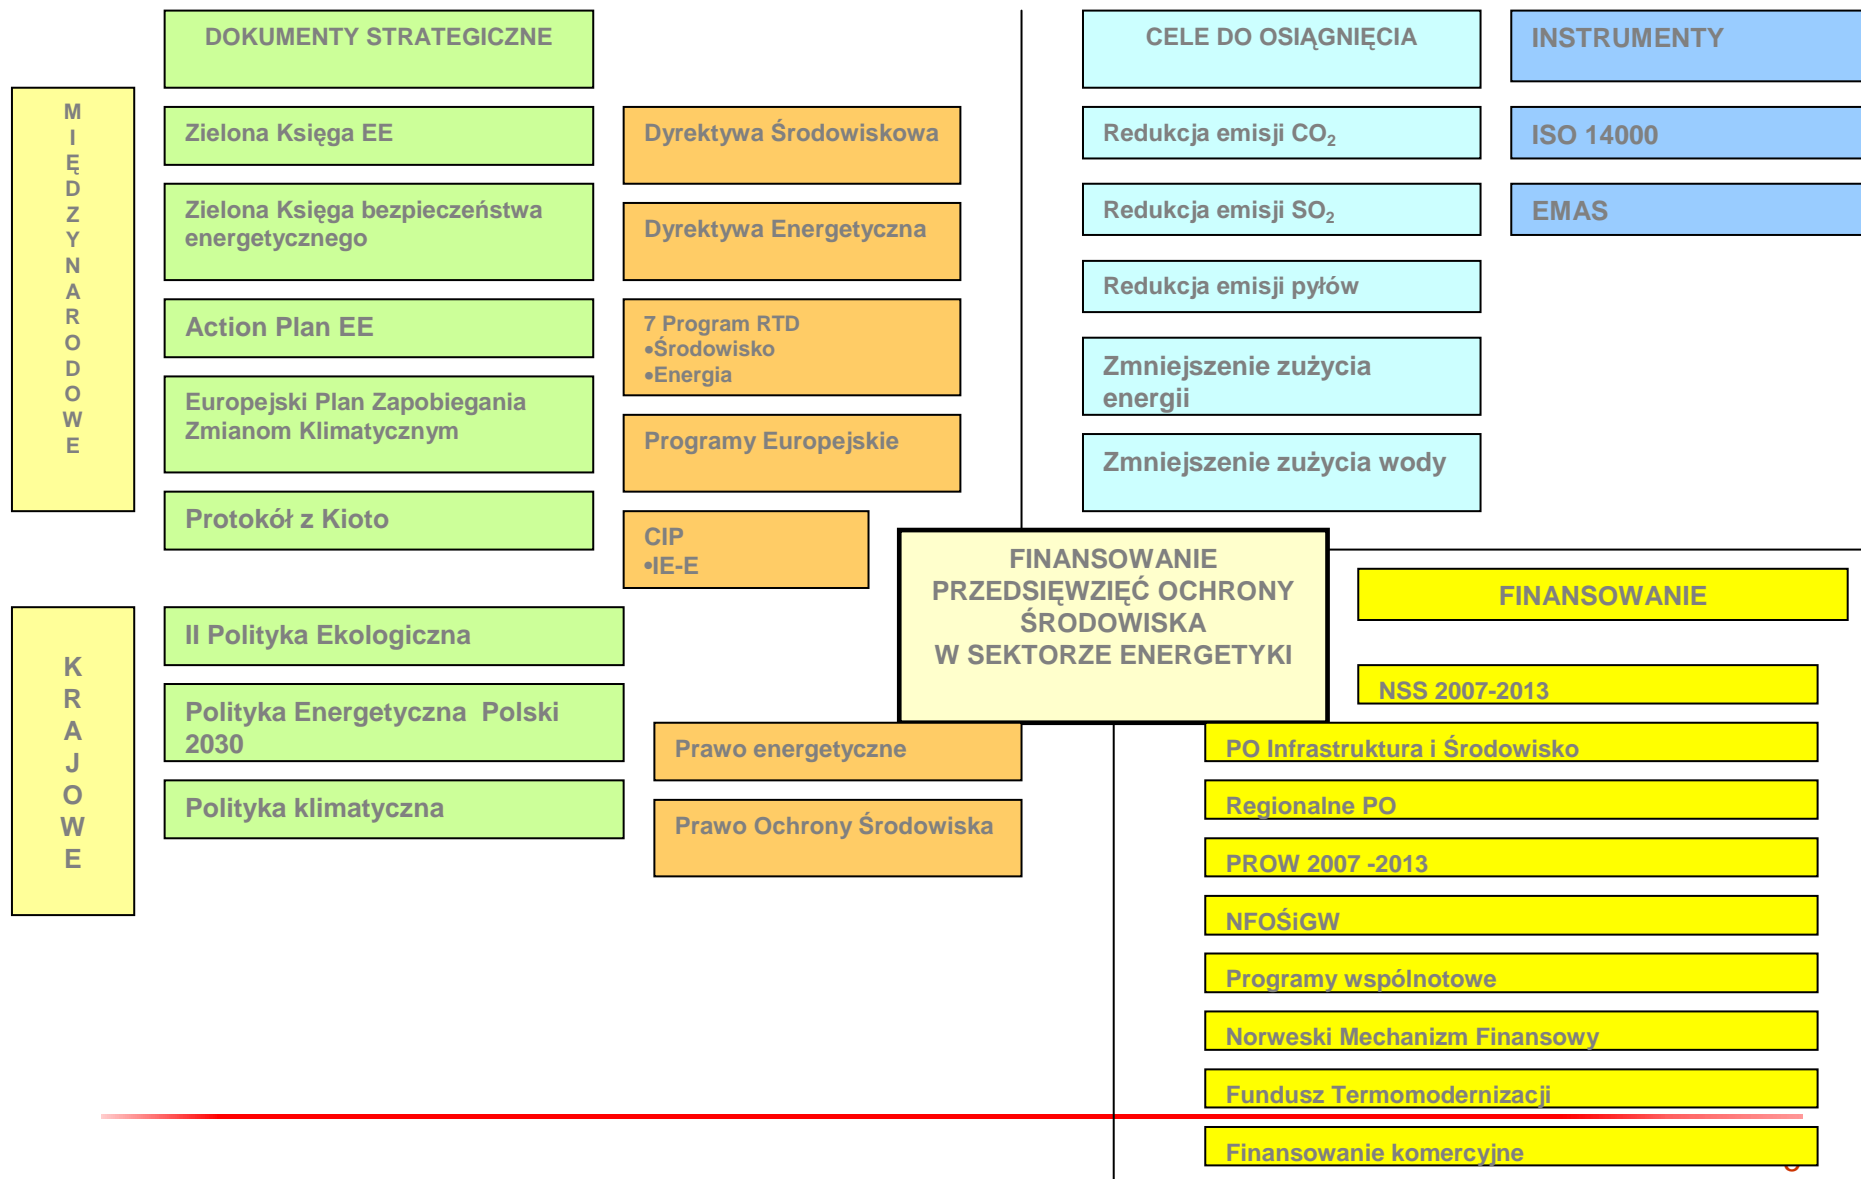 DOKUMENTY STRATEGICZNE
CELE DO OSIĄGNIĘCIA
INSTRUMENTY
M
I
Ę
D
Z
Y
N
A
R
O
D
O
W
E
Zielona Księga EE
Zielona Księga bezpieczeństwa
energetycznego
Action Plan EE
Europejski Plan Zapobiegania
Zmianom Klimatycznym
Protokół z Kioto
Dyrektywa Środowiskowa
Dyrektywa Energetyczna
7 Program RTD
•Środowisko
•Energia
Programy Europejskie
CIP
•IE-E
Redukcja emisji CO₂
Redukcja emisji SO₂
Redukcja emisji pyłów
Zmniejszenie zużycia
energii
Zmniejszenie zużycia wody
ISO 14000
EMAS
FINANSOWANIE
PRZEDSIĘWZIĘĆ OCHRONY
ŚRODOWISKA
W SEKTORZE ENERGETYKI
K
R
A
J
O
W
E
II Polityka Ekologiczna
Polityka Energetyczna  Polski
2030
Polityka klimatyczna
Prawo energetyczne
Prawo Ochrony Środowiska
FINANSOWANIE
NSS 2007-2013
PO Infrastruktura i Środowisko
Regionalne PO
PROW 2007 -2013
NFOŚiGW
Programy wspólnotowe
Norweski Mechanizm Finansowy
Fundusz Termomodernizacji
Finansowanie komercyjne